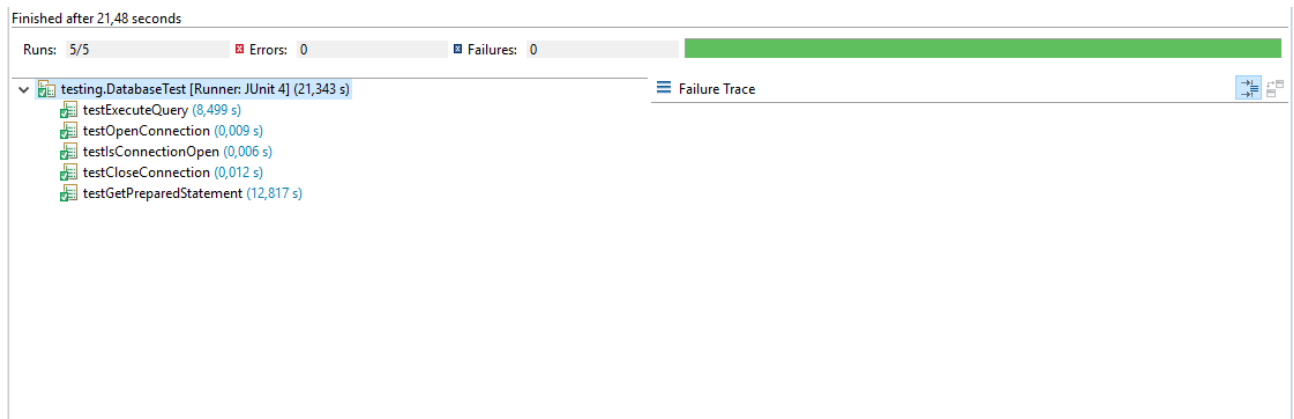 Finished after 21,48 seconds
Runs: 5/5 Errors: 0 Failures: 0
testing.DatabaseTest [Runner: JUnit 4] (21,343 s)
Failure Trace
testExecuteQuery (8,499 s)
testOpenConnection (0,009 s)
testIsConnectionOpen (0,006 s)
testCloseConnection (0,012 s)
testGetPreparedStatement (12,817 s)